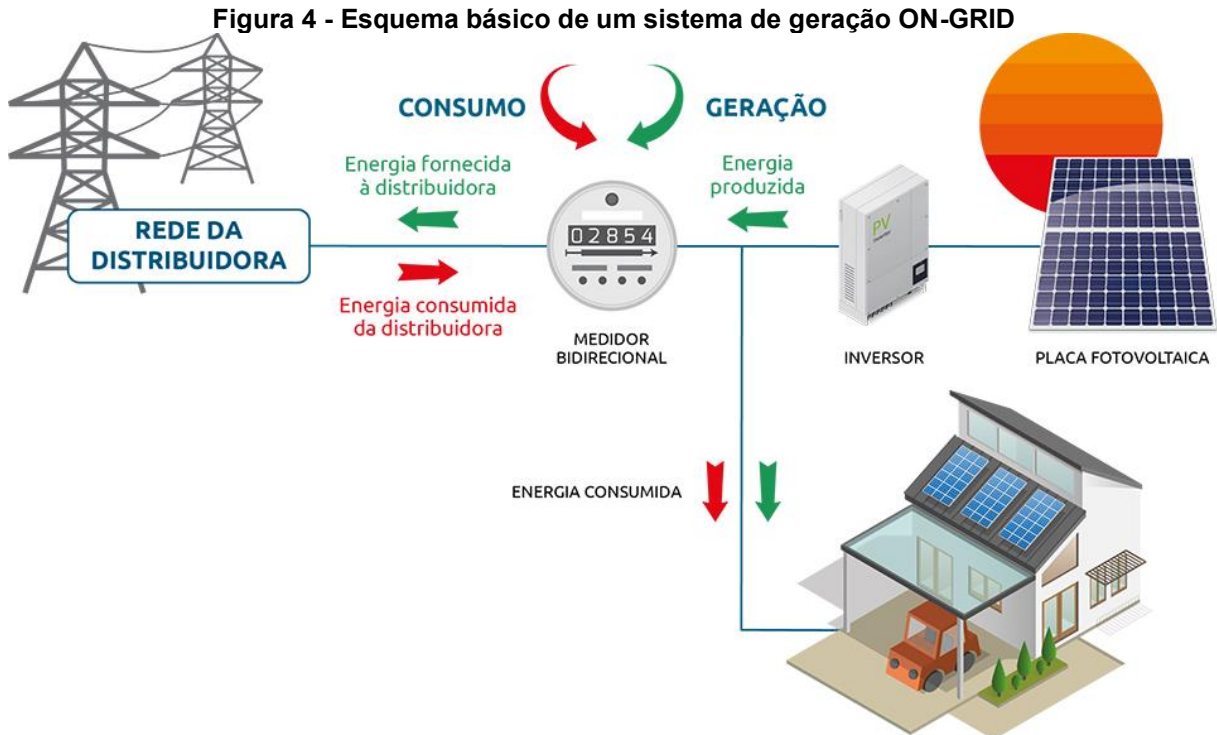 Figura 4 - Esquema básico de um sistema de geração ON-GRID
CONSUMO
GERAÇÃO
Energia fornecida
à distribuidora
Energia
produzida
REDE DA
DISTRIBUIDORA
02854
PV
Energia consumida
da distribuidora
MEDIDOR
BIDIRECIONAL
INVERSOR
PLACA FOTOVOLTAICA
ENERGIA CONSUMIDA